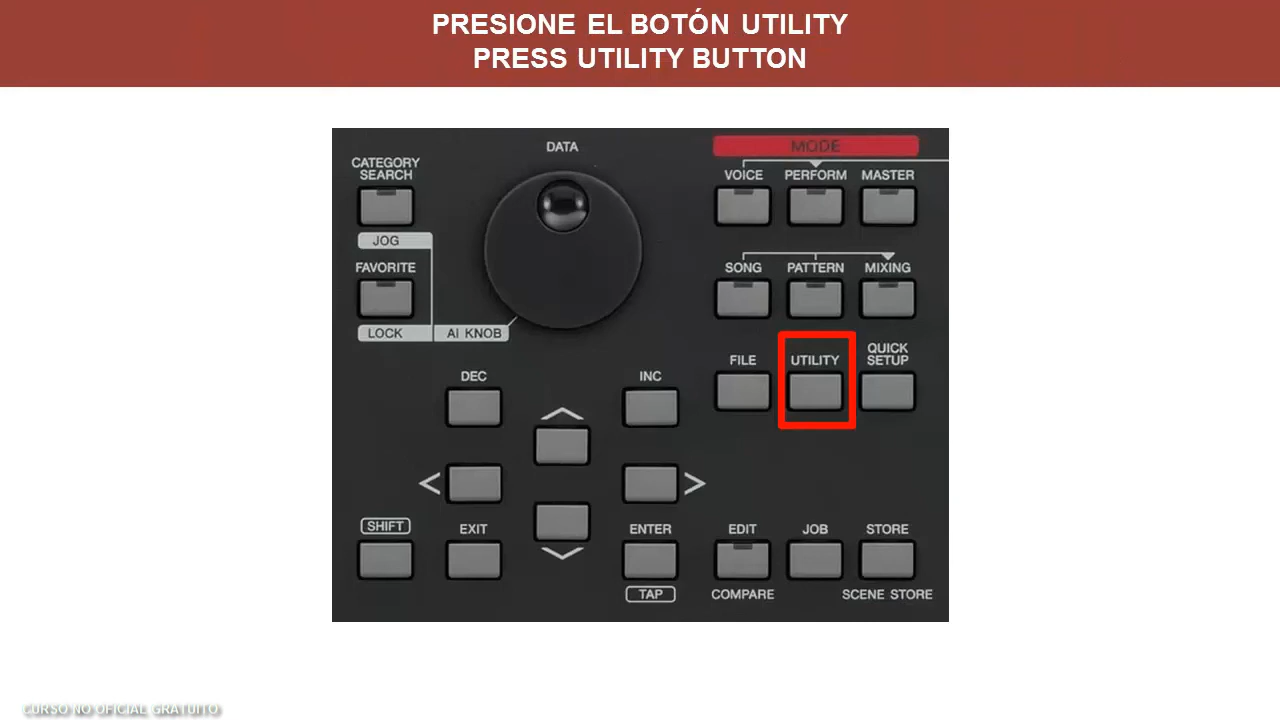 PRESIONE EL BOTÓN UTILITY
PRESS UTILITY BUTTON
DATA
MODE
CATEGORY
SEARCH
VOICE PERFORM MASTER
JOG
FAVORITE
SONG PATTERN MIXING
LOCK AI KNOB
QUICK
FILE UTILITY SETUP
DEC INC
SHIFT EXIT ENTER EDIT JOB STORE
TAP COMPARE SCENE STORE
CURSO NO OFICIAL GRATUITO